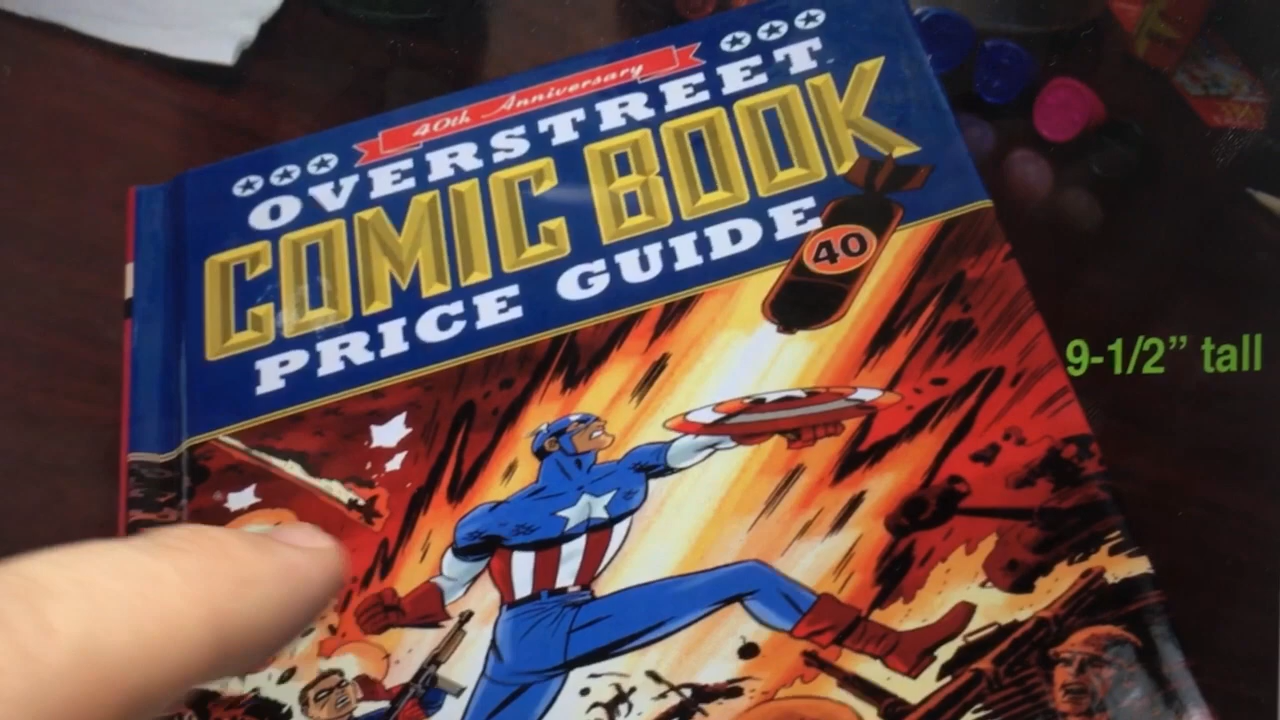 40th Anniversary
OVERSTREET
COMIC BOOK
PRICE GUIDE
40
9-1/2” tall